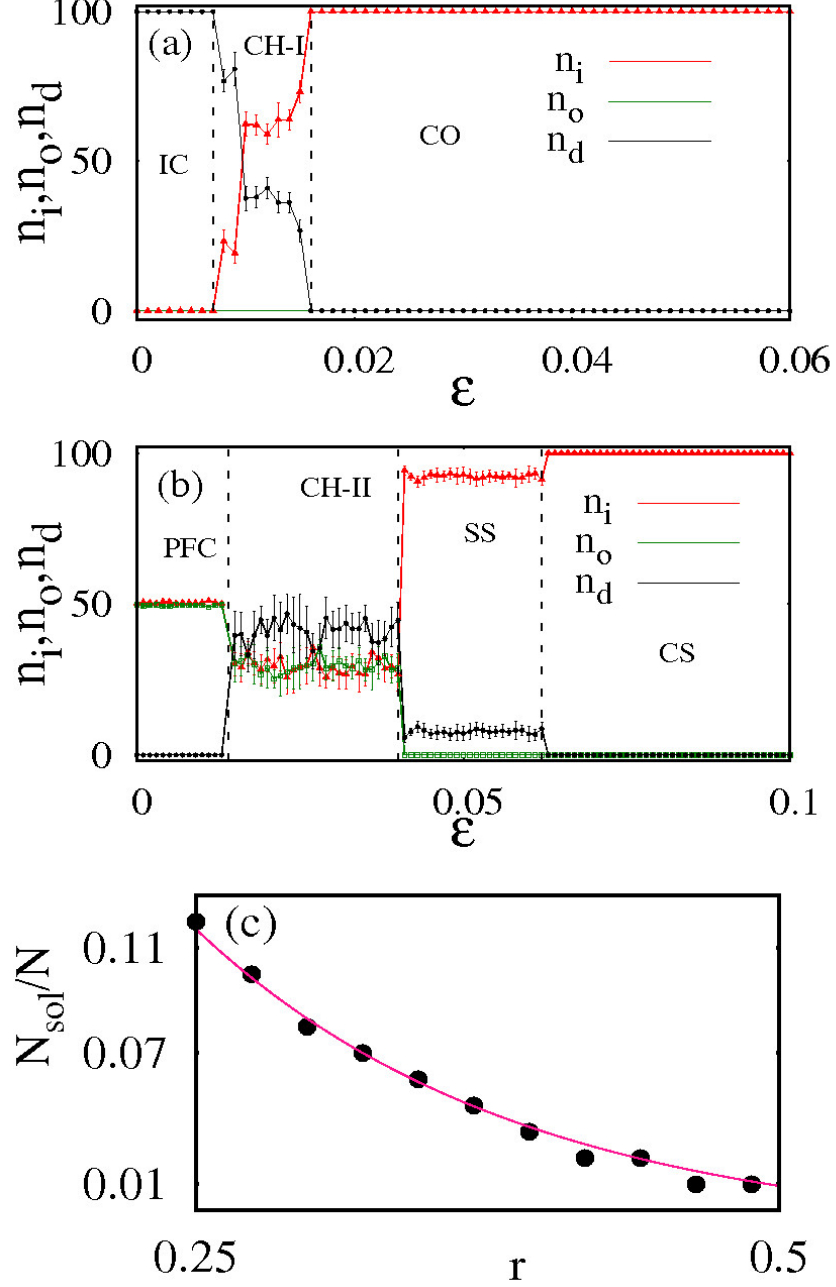 100
(a)
CH-I
n_i
n_o
n_d
n_i,n_o,n_d
50
IC
CO
0
0
0.02
0.04
0.06
ε
100
(b)
CH-II
PFC
SS
n_i
n_o
n_d
n_i,n_o,n_d
50
CS
0
0
0.05
0.1
ε
(c)
N_sol/N
0.11
0.07
0.01
0.25
r
0.5